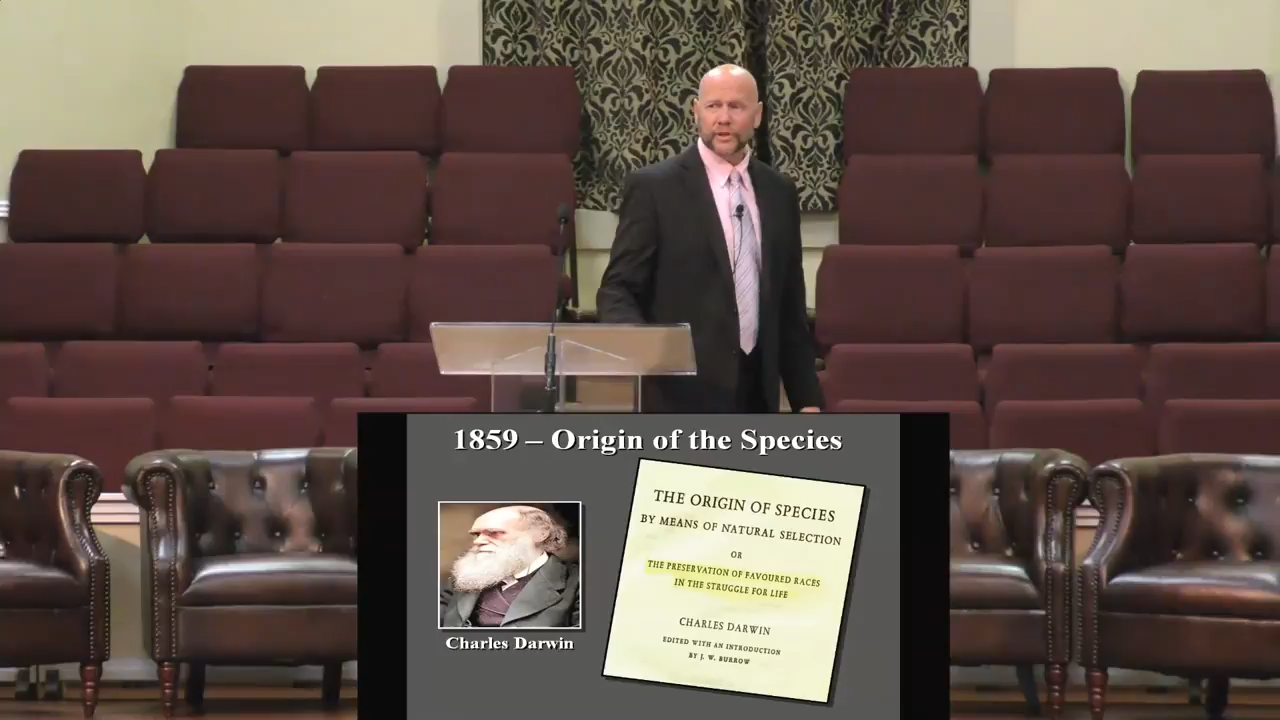 1859 – Origin of the Species
THE ORIGIN OF SPECIES
BY MEANS OF NATURAL SELECTION
OR
THE PRESERVATION OF FAVOURED RACES
IN THE STRUGGLE FOR LIFE
CHARLES DARWIN
EDITED WITH AN INTRODUCTION
BY J. W. BURROW
Charles Darwin